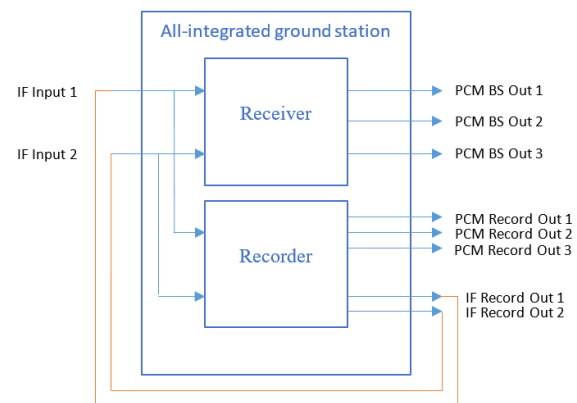 All-integrated ground station
IF Input 1
IF Input 2
Receiver
PCM BS Out 1
PCM BS Out 2
PCM BS Out 3
Recorder
PCM Record Out 1
PCM Record Out 2
PCM Record Out 3
IF Record Out 1
IF Record Out 2